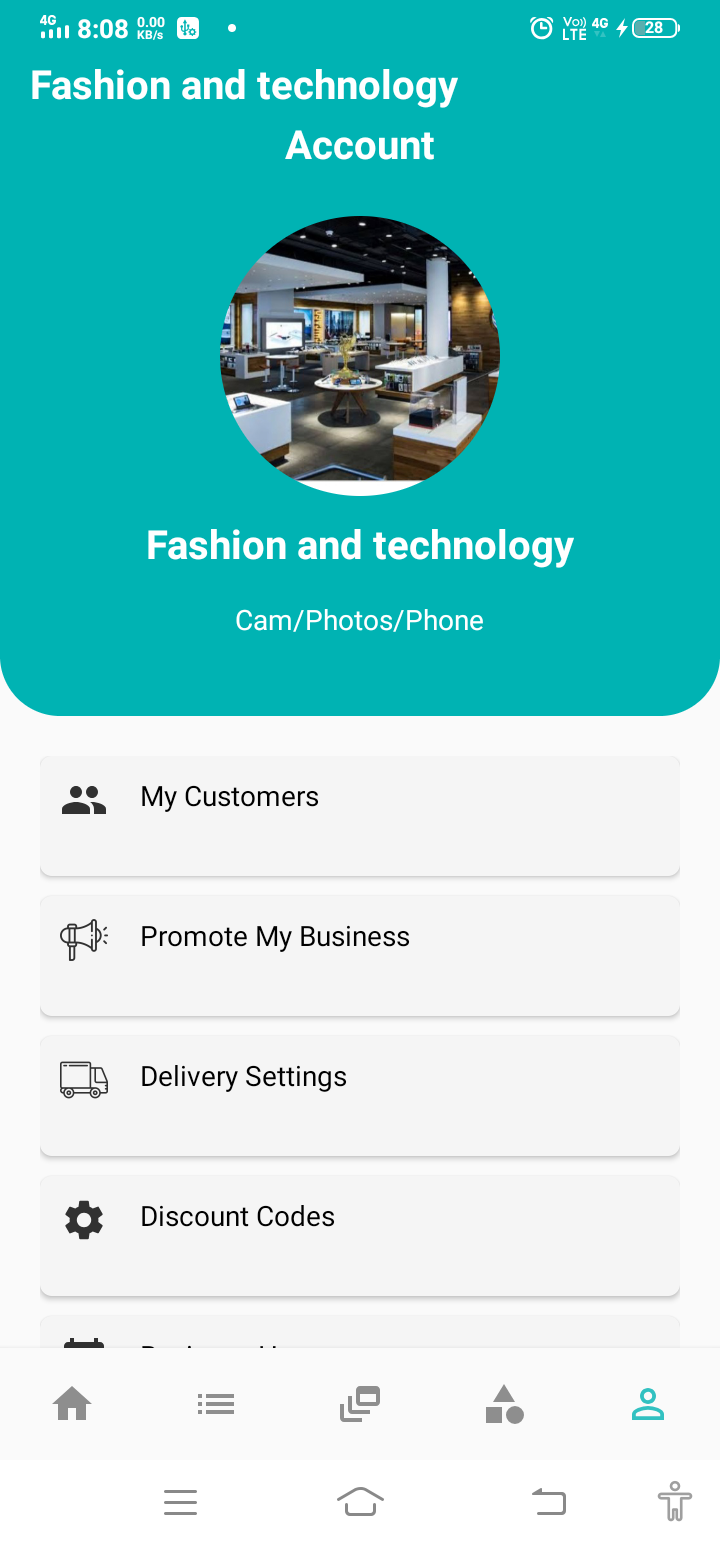 4G 8:08 0.00 KB/s Vo)) LTE 4G 28
Fashion and technology
Account
Fashion and technology
Cam/Photos/Phone
My Customers
Promote My Business
Delivery Settings
Discount Codes